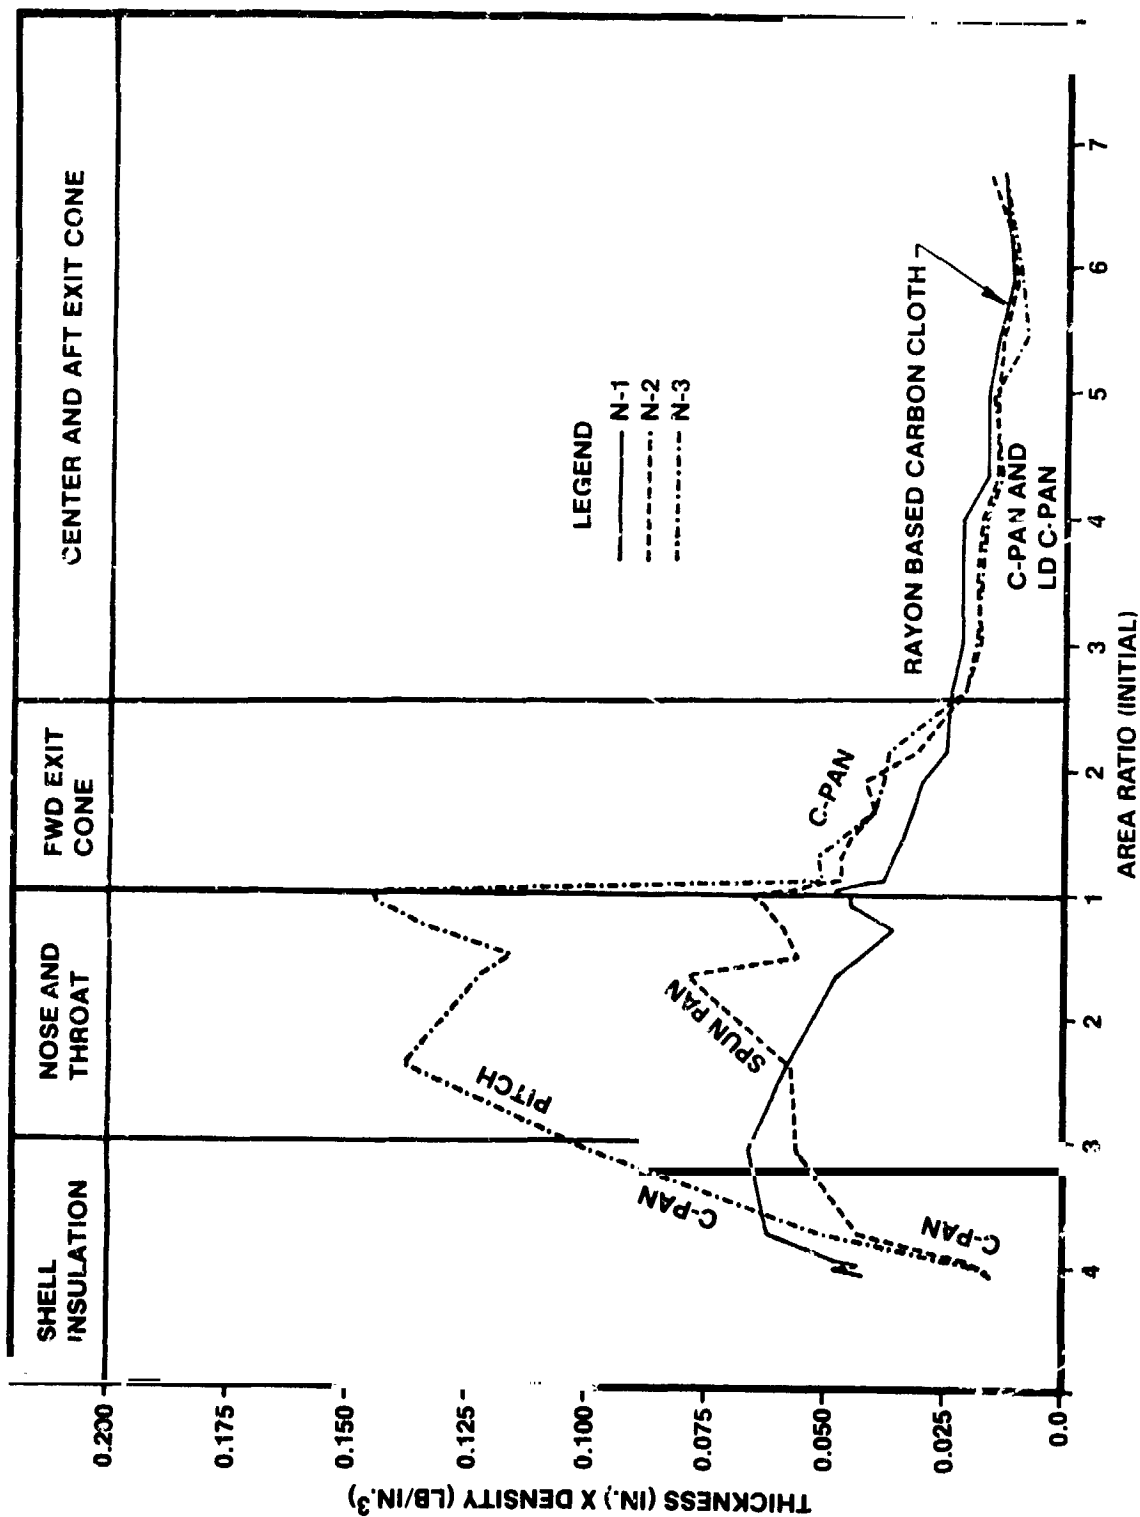 SHELL
INSULATION
NOSE AND
THROAT
FWD EXIT
CONE
CENTER AND AFT EXIT CONE
THICKNESS (IN.) X DENSITY (LB/IN.3)
0.200
0.175
0.150
0.125
0.100
0.075
0.050
0.025
0.0
LEGEND
N-1
N-2
N-3
PITCH
C-PAN
SPUN PAN
C-PAN
C-PAN
RAYON BASED CARBON CLOTH
C-PAN AND
LD C-PAN
4 3 2 1 2 3 4 5 6 7
AREA RATIO (INITIAL)